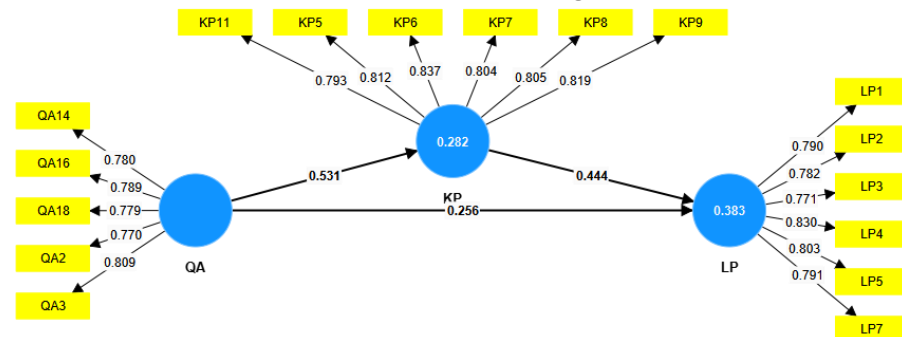 KP11 KP5 KP6 KP7 KP8 KP9
0.793 0.812 0.837 0.804 0.805 0.819
QA14
QA16
QA18
QA2
QA3
0.780
0.789
0.779
0.770
0.809
QA
0.531
0.282
KP
0.444
0.256
0.383
LP
0.790
0.782
0.771
0.830
0.803
0.791
LP1
LP2
LP3
LP4
LP5
LP7